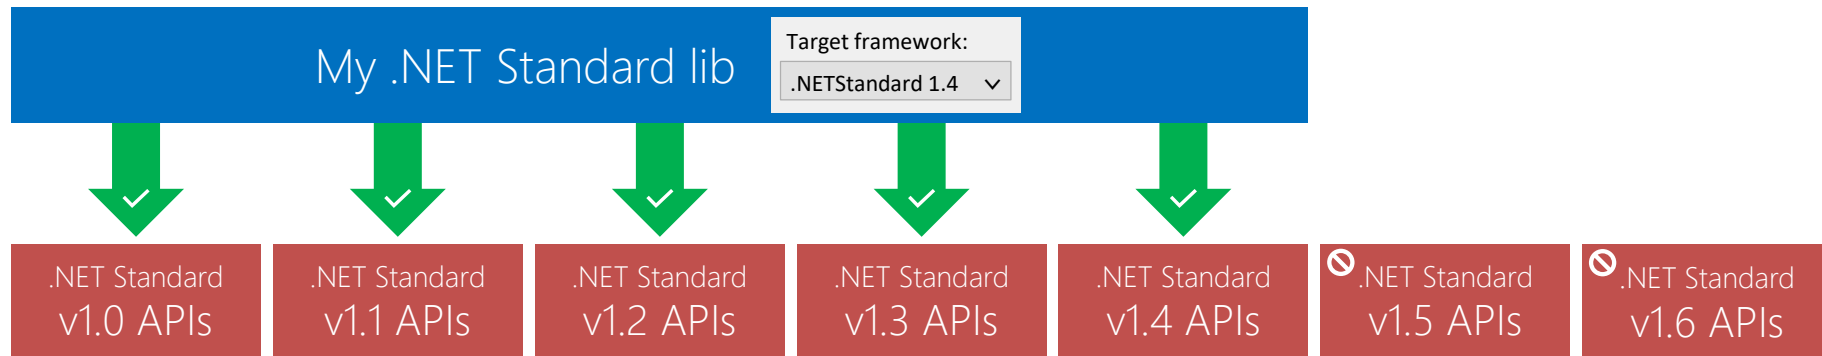 My .NET Standard lib
Target framework:
.NETStandard 1.4
.NET Standard
v1.0 APIs
.NET Standard
v1.1 APIs
.NET Standard
v1.2 APIs
.NET Standard
v1.3 APIs
.NET Standard
v1.4 APIs
.NET Standard
v1.5 APIs
.NET Standard
v1.6 APIs